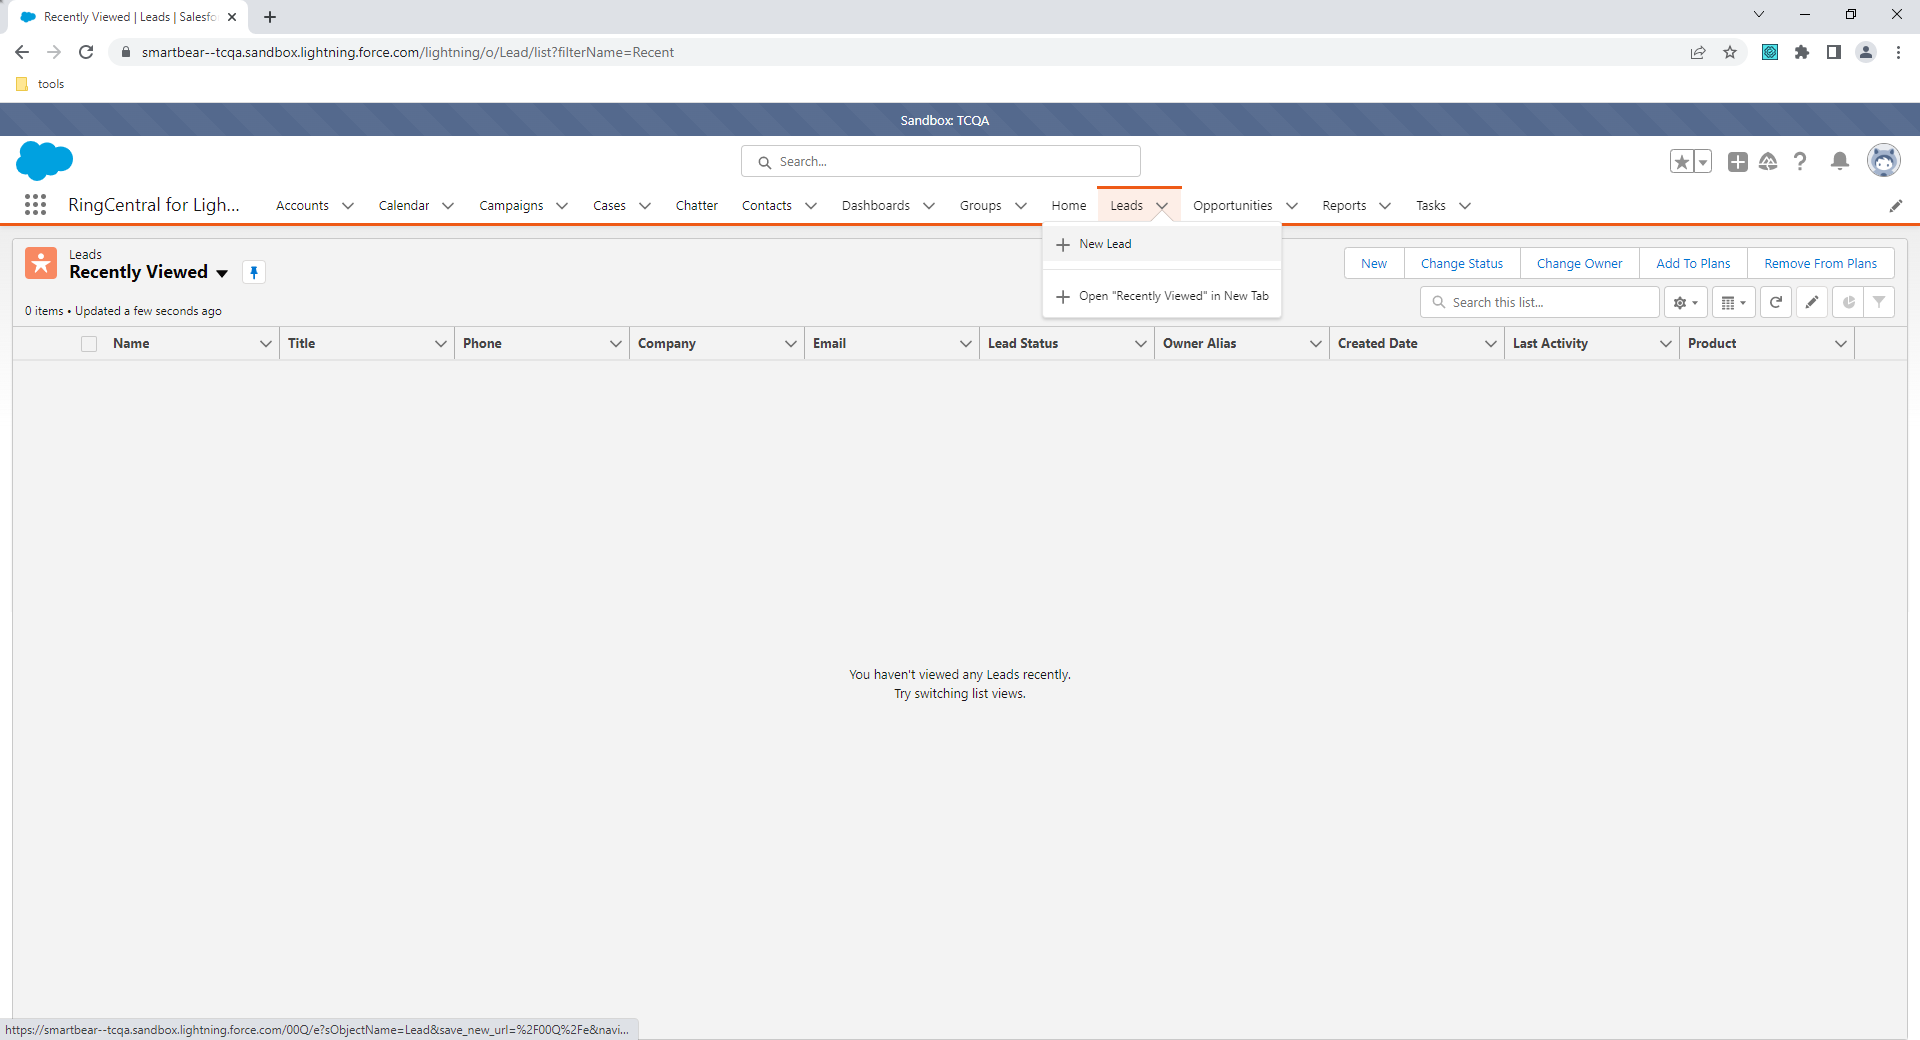 Recently Viewed | Leads | Salesfo
smartbear--tcqa.sandbox.lightning.force.com/lightning/o/Lead/list?filterName=Recent
tools
Sandbox: TCQA
Search...
RingCentral for Ligh...
Accounts
Calendar
Campaigns
Cases
Chatter
Contacts
Dashboards
Groups
Home
Leads
Opportunities
Reports
Tasks
New Lead
Open "Recently Viewed" in New Tab
Leads
Recently Viewed
0 items • Updated a few seconds ago
New
Change Status
Change Owner
Add To Plans
Remove From Plans
Search this list...
Name
Title
Phone
Company
Email
Lead Status
Owner Alias
Created Date
Last Activity
Product
You haven't viewed any Leads recently.
Try switching list views.
https://smartbear--tcqa.sandbox.lightning.force.com/00Q/e?sObjectName=Lead&save_new_url=%2F00Q%2Fe&navi...